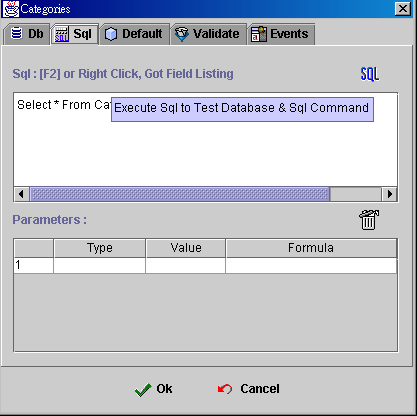 Categories
Db Sql Default Validate Events
Sql : [F2] or Right Click, Got Field Listing SQL
Select * From Execute Sql to Test Database & Sql Command
Parameters :
Type Value Formula
1
Ok Cancel